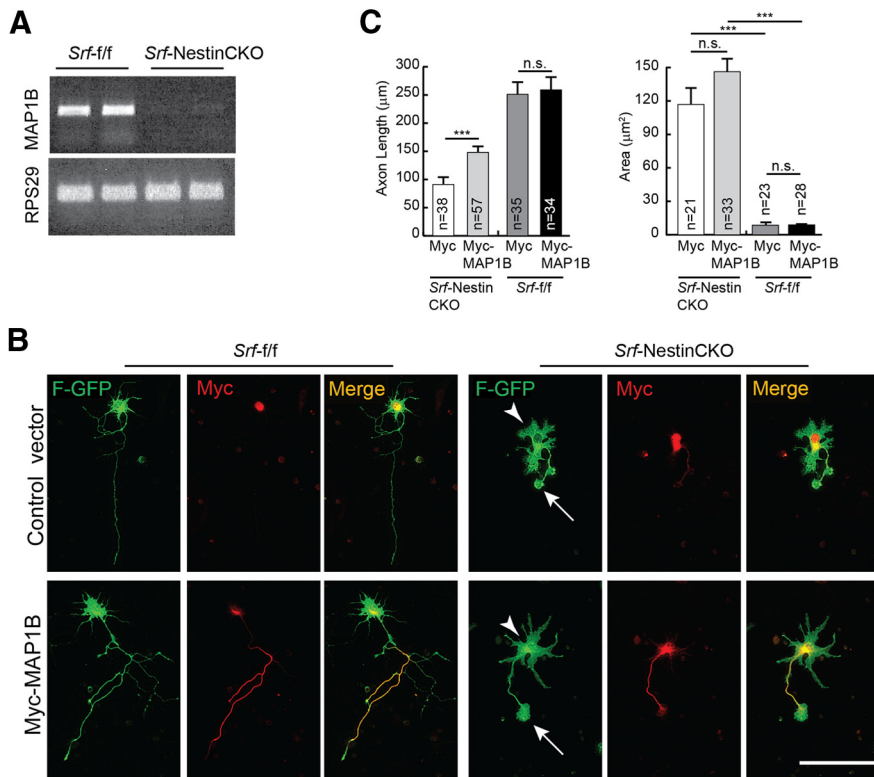 A
Srf-f/f
Srf-NestinCKO
MAP1B
RPS29
C
Axon Length (µm)
300
250
200
150
100
50
0
***
n.s.
n=38
n=57
n=35
n=34
Myc
Myc-
MAP1B
Myc
Myc-
MAP1B
Srf-Nestin
CKO
Srf-f/f
Area (µm²)
150
120
90
60
30
0
***
***
n.s.
n.s.
n=21
n=33
n=23
n=28
Myc
Myc-
MAP1B
Myc
Myc-
MAP1B
Srf-Nestin
CKO
Srf-f/f
B
Srf-f/f
Srf-NestinCKO
F-GFP
Myc
Merge
F-GFP
Myc
Merge
Control vector
Myc-MAP1B